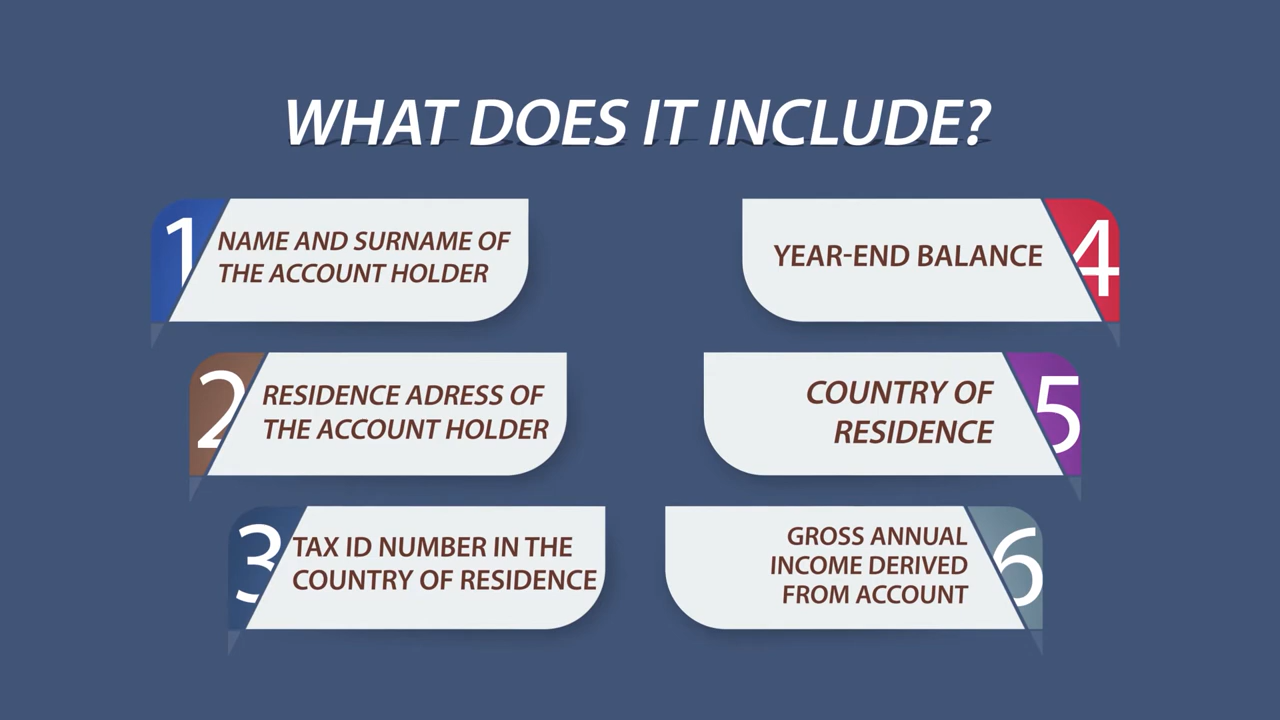 WHAT DOES IT INCLUDE?
1
NAME AND SURNAME OF
THE ACCOUNT HOLDER
2
RESIDENCE ADRESS OF
THE ACCOUNT HOLDER
3
TAX ID NUMBER IN THE
COUNTRY OF RESIDENCE
4
YEAR-END BALANCE
5
COUNTRY OF
RESIDENCE
6
GROSS ANNUAL
INCOME DERIVED
FROM ACCOUNT